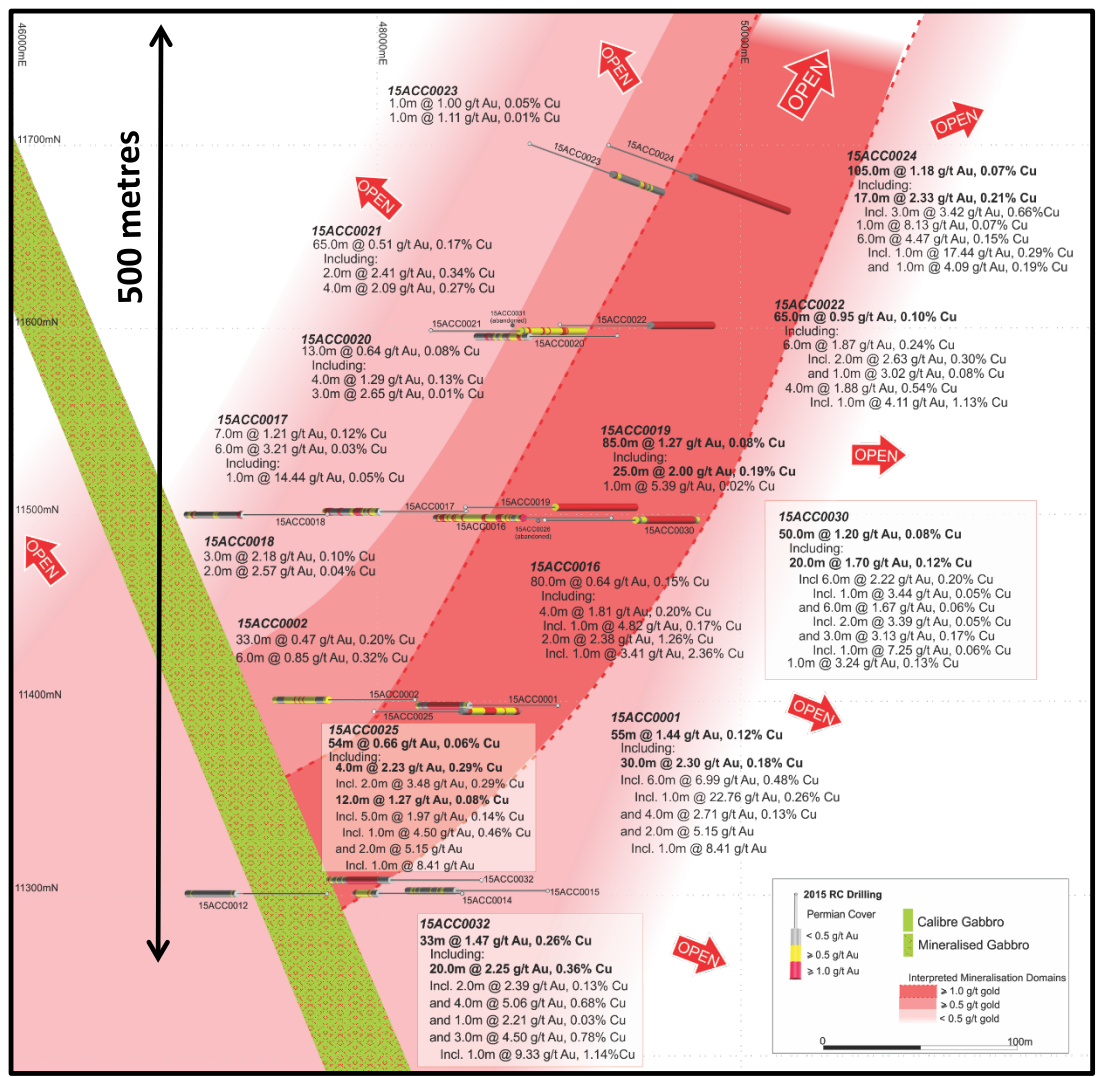 46000mE
48000mE
50000mE
500 metres
OPEN
OPEN
OPEN
15ACC0023
1.0m @ 1.00 g/t Au, 0.05% Cu
1.0m @ 1.11 g/t Au, 0.01% Cu
11700mN
15ACC0023
15ACC0024
15ACC0024
105.0m @ 1.18 g/t Au, 0.07% Cu
Including:
17.0m @ 2.33 g/t Au, 0.21% Cu
Incl. 3.0m @ 3.42 g/t Au, 0.66%Cu
1.0m @ 8.13 g/t Au, 0.07% Cu
6.0m @ 4.47 g/t Au, 0.15% Cu
Incl. 1.0m @ 17.44 g/t Au, 0.29% Cu
and 1.0m @ 4.09 g/t Au, 0.19% Cu
OPEN
15ACC0021
65.0m @ 0.51 g/t Au, 0.17% Cu
Including:
2.0m @ 2.41 g/t Au, 0.34% Cu
4.0m @ 2.09 g/t Au, 0.27% Cu
11600mN
15ACC0021
15ACC0031
(abandoned)
15ACC0022
15ACC0020
15ACC0022
65.0m @ 0.95 g/t Au, 0.10% Cu
Including:
6.0m @ 1.87 g/t Au, 0.24% Cu
Incl. 2.0m @ 2.63 g/t Au, 0.30% Cu
and 1.0m @ 3.02 g/t Au, 0.08% Cu
4.0m @ 1.88 g/t Au, 0.54% Cu
Incl. 1.0m @ 4.11 g/t Au, 1.13% Cu
15ACC0020
13.0m @ 0.64 g/t Au, 0.08% Cu
Including:
4.0m @ 1.29 g/t Au, 0.13% Cu
3.0m @ 2.65 g/t Au, 0.01% Cu
15ACC0017
7.0m @ 1.21 g/t Au, 0.12% Cu
6.0m @ 3.21 g/t Au, 0.03% Cu
Including:
1.0m @ 14.44 g/t Au, 0.05% Cu
15ACC0019
85.0m @ 1.27 g/t Au, 0.08% Cu
Including:
25.0m @ 2.00 g/t Au, 0.19% Cu
1.0m @ 5.39 g/t Au, 0.02% Cu
OPEN
11500mN
15ACC0018
15ACC0017
15ACC0019
15ACC0016
15ACC0026
(abandoned)
15ACC0030
15ACC0030
50.0m @ 1.20 g/t Au, 0.08% Cu
Including:
20.0m @ 1.70 g/t Au, 0.12% Cu
Incl 6.0m @ 2.22 g/t Au, 0.20% Cu
Incl. 1.0m @ 3.44 g/t Au, 0.05% Cu
and 6.0m @ 1.67 g/t Au, 0.06% Cu
Incl. 2.0m @ 3.39 g/t Au, 0.05% Cu
and 3.0m @ 3.13 g/t Au, 0.17% Cu
Incl. 1.0m @ 7.25 g/t Au, 0.06% Cu
1.0m @ 3.24 g/t Au, 0.13% Cu
OPEN
15ACC0018
3.0m @ 2.18 g/t Au, 0.10% Cu
2.0m @ 2.57 g/t Au, 0.04% Cu
15ACC0016
80.0m @ 0.64 g/t Au, 0.15% Cu
Including:
4.0m @ 1.81 g/t Au, 0.20% Cu
Incl. 1.0m @ 4.82 g/t Au, 0.17% Cu
2.0m @ 2.38 g/t Au, 1.26% Cu
Incl. 1.0m @ 3.41 g/t Au, 2.36% Cu
15ACC0002
33.0m @ 0.47 g/t Au, 0.20% Cu
6.0m @ 0.85 g/t Au, 0.32% Cu
11400mN
15ACC0002
15ACC0001
15ACC0025
OPEN
15ACC0025
54m @ 0.66 g/t Au, 0.06% Cu
Including:
4.0m @ 2.23 g/t Au, 0.29% Cu
Incl. 2.0m @ 3.48 g/t Au, 0.29% Cu
12.0m @ 1.27 g/t Au, 0.08% Cu
Incl. 5.0m @ 1.97 g/t Au, 0.14% Cu
Incl. 1.0m @ 4.50 g/t Au, 0.46% Cu
and 2.0m @ 5.15 g/t Au
Incl. 1.0m @ 8.41 g/t Au
15ACC0001
55m @ 1.44 g/t Au, 0.12% Cu
Including:
30.0m @ 2.30 g/t Au, 0.18% Cu
Incl. 6.0m @ 6.99 g/t Au, 0.48% Cu
Incl. 1.0m @ 22.76 g/t Au, 0.26% Cu
and 4.0m @ 2.71 g/t Au, 0.13% Cu
and 2.0m @ 5.15 g/t Au
Incl. 1.0m @ 8.41 g/t Au
11300mN
15ACC0012
15ACC0032
15ACC0014
15ACC0015
15ACC0032
33m @ 1.47 g/t Au, 0.26% Cu
Including:
20.0m @ 2.25 g/t Au, 0.36% Cu
Incl. 2.0m @ 2.39 g/t Au, 0.13% Cu
and 4.0m @ 5.06 g/t Au, 0.68% Cu
and 1.0m @ 2.21 g/t Au, 0.03% Cu
and 3.0m @ 4.50 g/t Au, 0.78% Cu
Incl. 1.0m @ 9.33 g/t Au, 1.14%Cu
OPEN
2015 RC Drilling
Permian Cover
< 0.5 g/t Au
⩾ 0.5 g/t Au
⩾ 1.0 g/t Au
Calibre Gabbro
Mineralised Gabbro
Interpreted Mineralisation Domains
⩾ 1.0 g/t gold
⩾ 0.5 g/t gold
< 0.5 g/t gold
0
100m